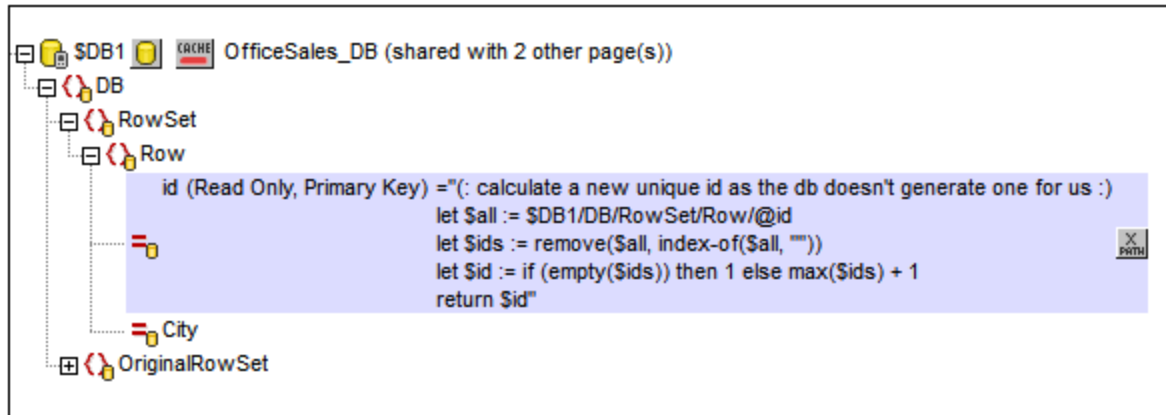 $DB1 CACHE OfficeSales_DB (shared with 2 other page(s))
DB
RowSet
Row
id (Read Only, Primary Key) ="(: calculate a new unique id as the db doesn't generate one for us :)
let $all := $DB1/DB/RowSet/Row/@id
let $ids := remove($all, index-of($all, ""))
let $id := if (empty($ids)) then 1 else max($ids) + 1
return $id"
X PATH
City
OriginalRowSet